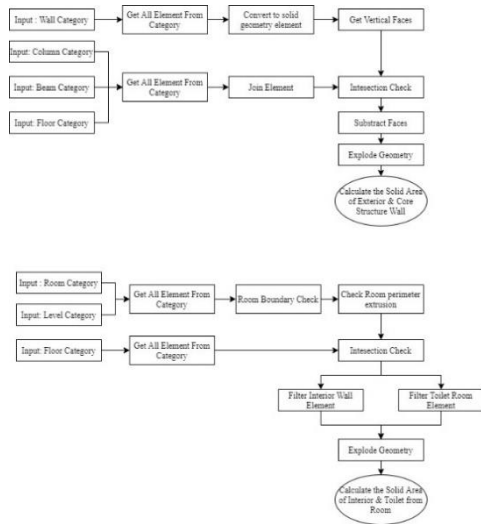 Input : Wall Category
Get All Element From
Category
Convert to solid
geometry element
Get Vertical Faces
Input: Column Category
Input: Beam Category
Get All Element From
Category
Join Element
Intesection Check
Input: Floor Category
Substract Faces
Explode Geometry
Calculate the Solid Area
of Exterior & Core
Structure Wall
Input : Room Category
Get All Element From
Category
Room Boundary Check
Check Room perimeter
extrusion
Input: Level Category
Input: Floor Category
Get All Element From
Category
Intesection Check
Filter Interior Wall
Element
Filter Toilet Room
Element
Explode Geometry
Calculate the Solid Area
of Interior & Toilet from
Room